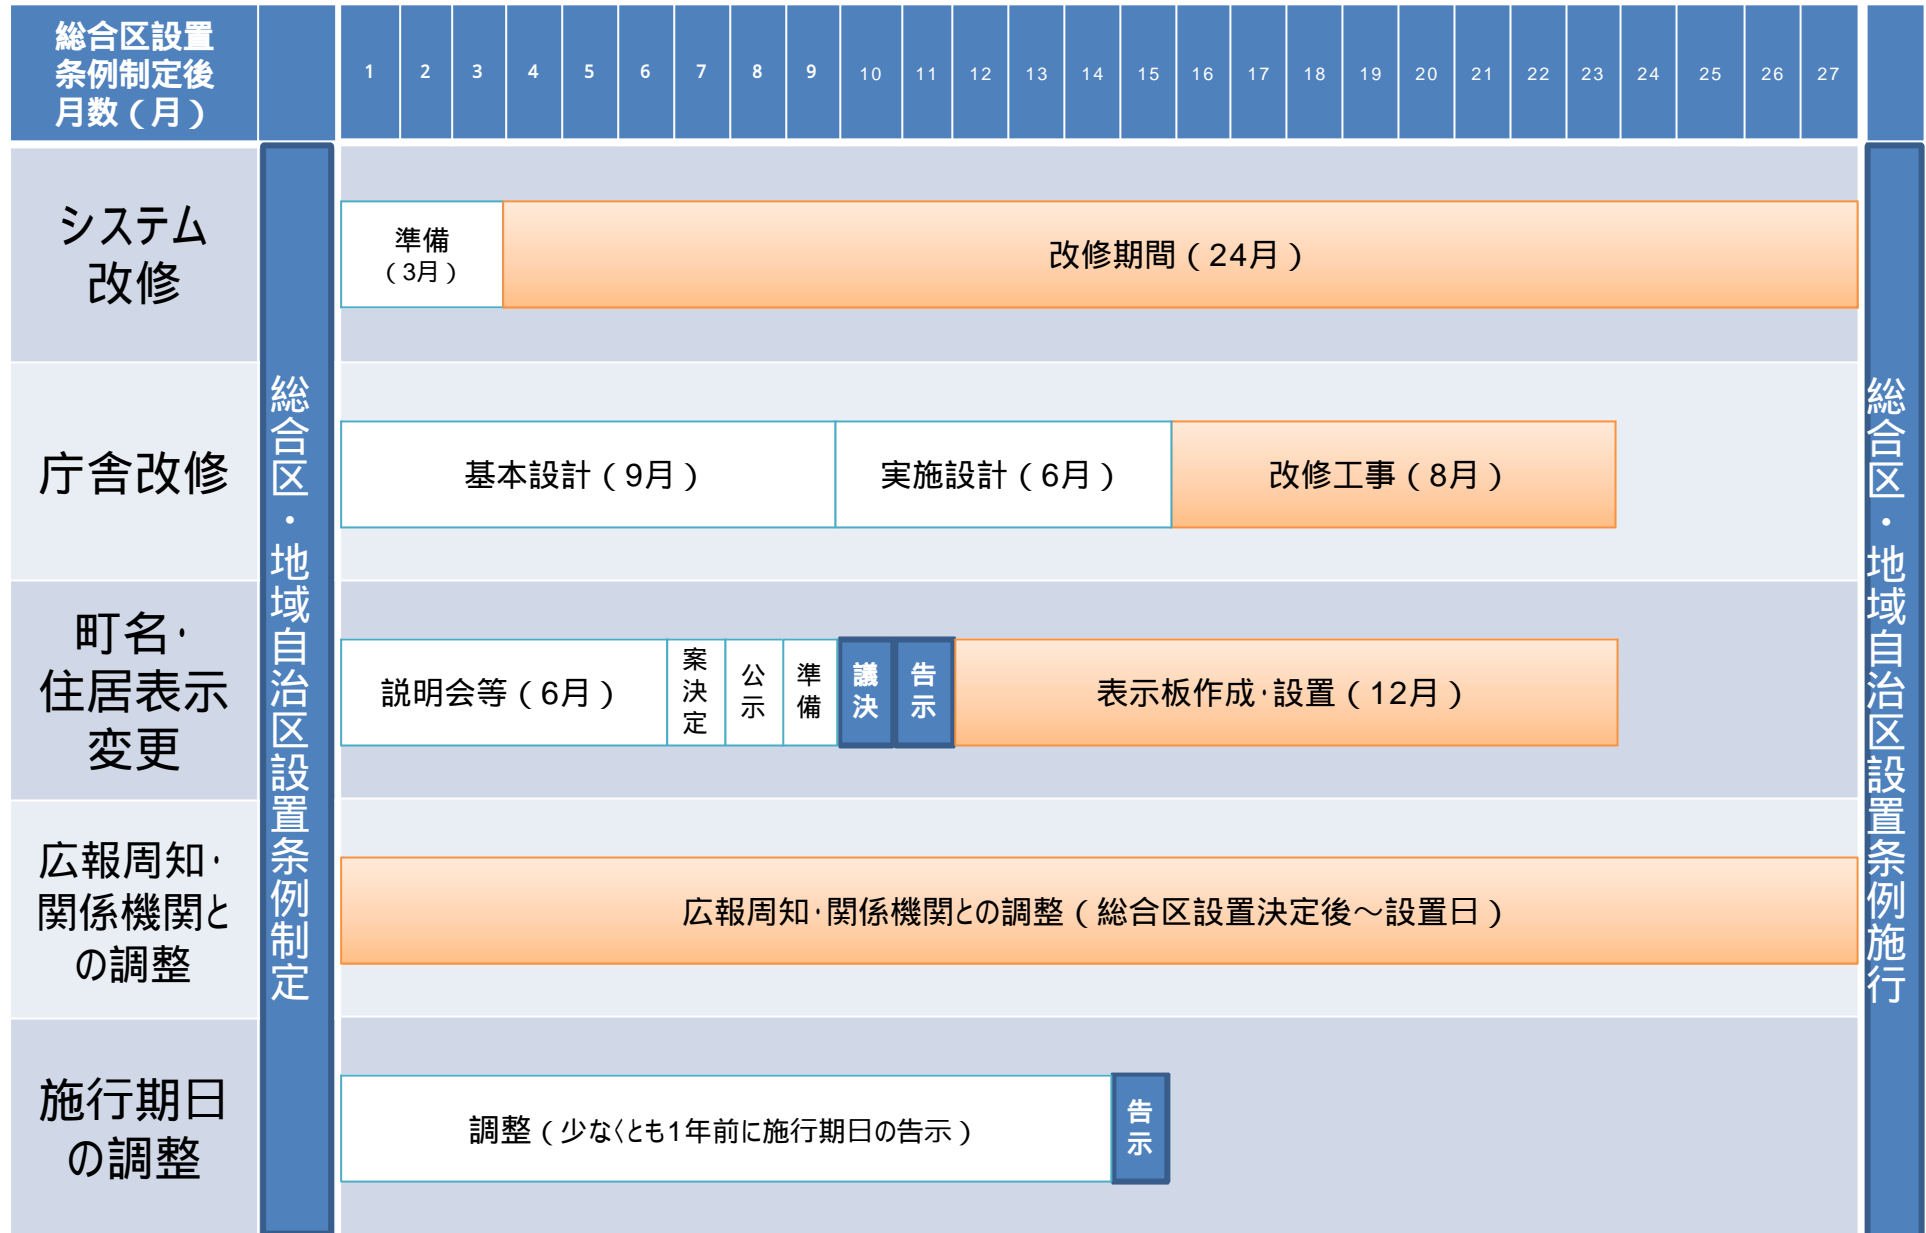 総合区設置
条例制定後
月数（月）
1 2 3 4 5 6 7 8 9 10 11 12 13 14 15 16 17 18 19 20 21 22 23 24 25 26 27
総合区・地域自治区設置条例制定
システム
改修
準備
（3月）
改修期間（24月）
庁舎改修
基本設計（9月）
実施設計（6月）
改修工事（8月）
町名・
住居表示
変更
説明会等（6月）
案決定
公示
準備
議決
告示
表示板作成・設置（12月）
広報周知・
関係機関と
の調整
広報周知・関係機関との調整（総合区設置決定後～設置日）
施行期日
の調整
調整（少なくとも1年前に施行期日の告示）
告示
総合区・地域自治区設置条例施行